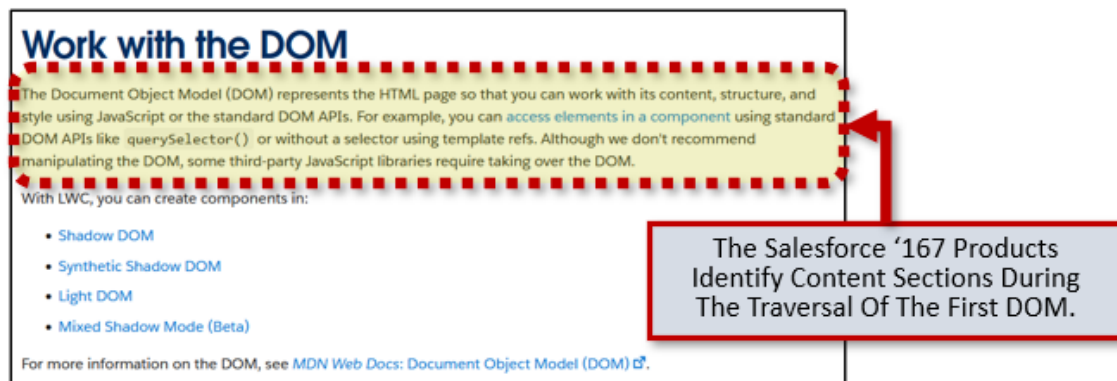 Work with the DOM
The Document Object Model (DOM) represents the HTML page so that you can work with its content, structure, and
style using JavaScript or the standard DOM APIs. For example, you can access elements in a component using standard
DOM APIs like querySelector() or without a selector using template refs. Although we don't recommend
manipulating the DOM, some third-party JavaScript libraries require taking over the DOM.
With LWC, you can create components in:
• Shadow DOM
• Synthetic Shadow DOM
• Light DOM
• Mixed Shadow Mode (Beta)
For more information on the DOM, see MDN Web Docs: Document Object Model (DOM).
The Salesforce ‘167 Products
Identify Content Sections During
The Traversal Of The First DOM.